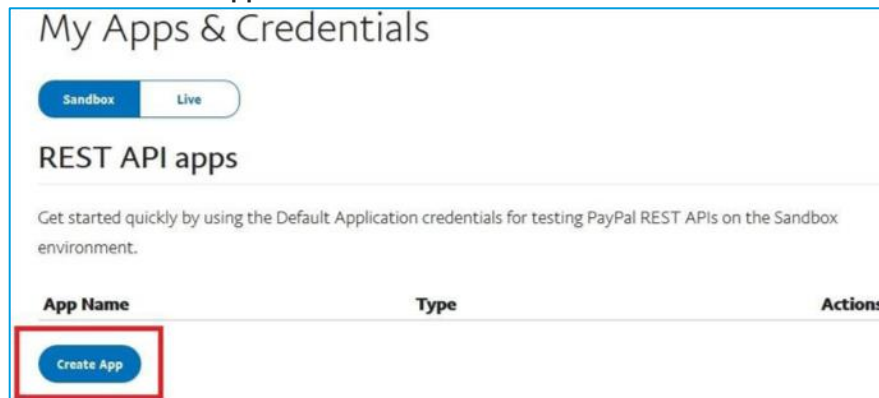 My Apps & Credentials
Sandbox Live
REST API apps
Get started quickly by using the Default Application credentials for testing PayPal REST APIs on the Sandbox
environment.
App Name Type Actions
Create App